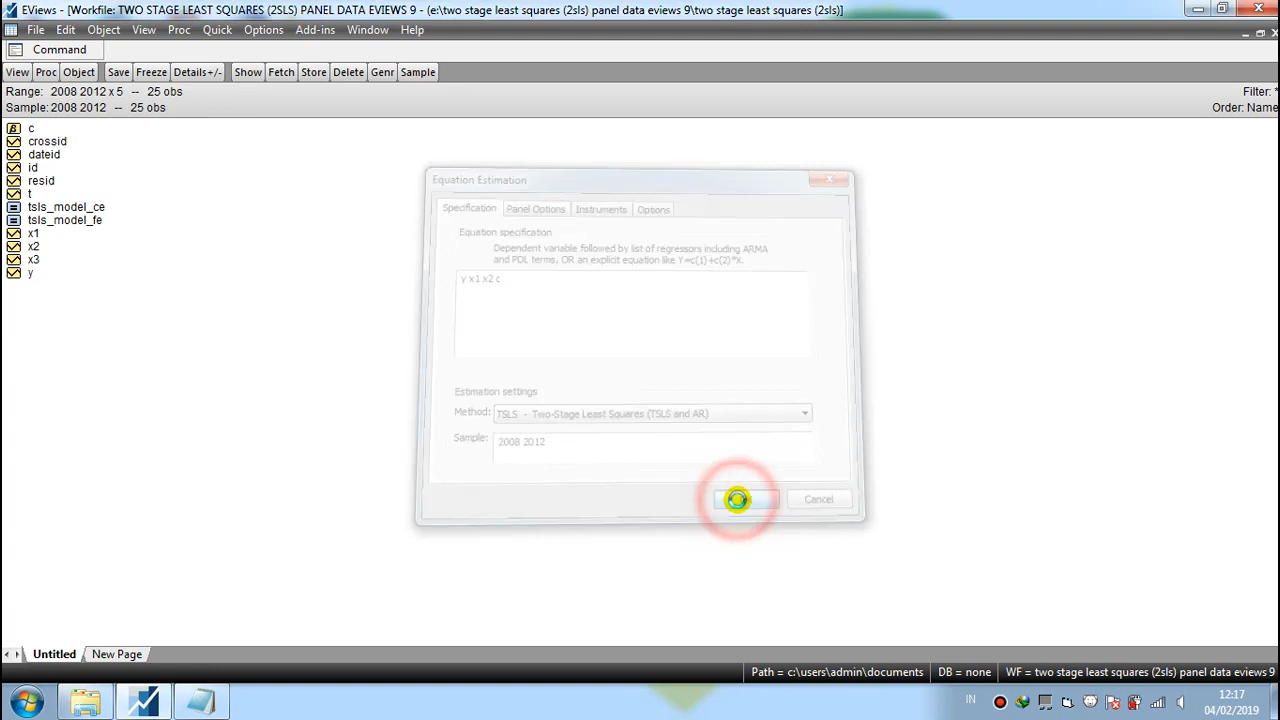 EViews - [Workfile: TWO STAGE LEAST SQUARES (2SLS) PANEL DATA EVIEWS 9 - (e:\two stage least squares (2sls) panel data eviews 9\two stage least squares (2sls)]
File Edit Object View Proc Quick Options Add-ins Window Help
Command
View Proc Object Save Freeze Details+/- Show Fetch Store Delete Genr Sample
Range: 2008 2012 x 5 -- 25 obs Filter: *
Sample: 2008 2012 -- 25 obs Order: Name
c
crossid
dateid
id
resid
t
tsls_model_ce
tsls_model_fe
x1
x2
x3
y
Equation Estimation
Specification Panel Options Instruments Options
Equation specification
Dependent variable followed by list of regressors including ARMA
and PDL terms, OR an explicit equation like Y=c(1)+c(2)*X.
y x1 x2 c
Estimation settings
Method: TSLS - Two-Stage Least Squares (TSLS and AR)
Sample: 2008 2012
Cancel
Untitled New Page
Path = c:\users\admin\documents DB = none WF = two stage least squares (2sls) panel data eviews 9
IN
12:17
04/02/2019